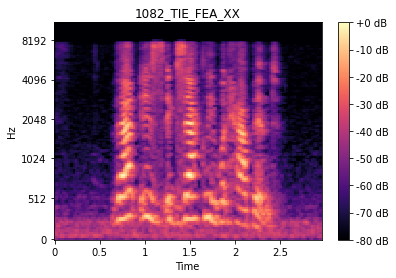 1082_TIE_FEA_XX
8192
4096
2048
1024
512
0
Hz
0
0.5
1
1.5
2
2.5
Time
+0 dB
-10 dB
-20 dB
-30 dB
-40 dB
-50 dB
-60 dB
-70 dB
-80 dB